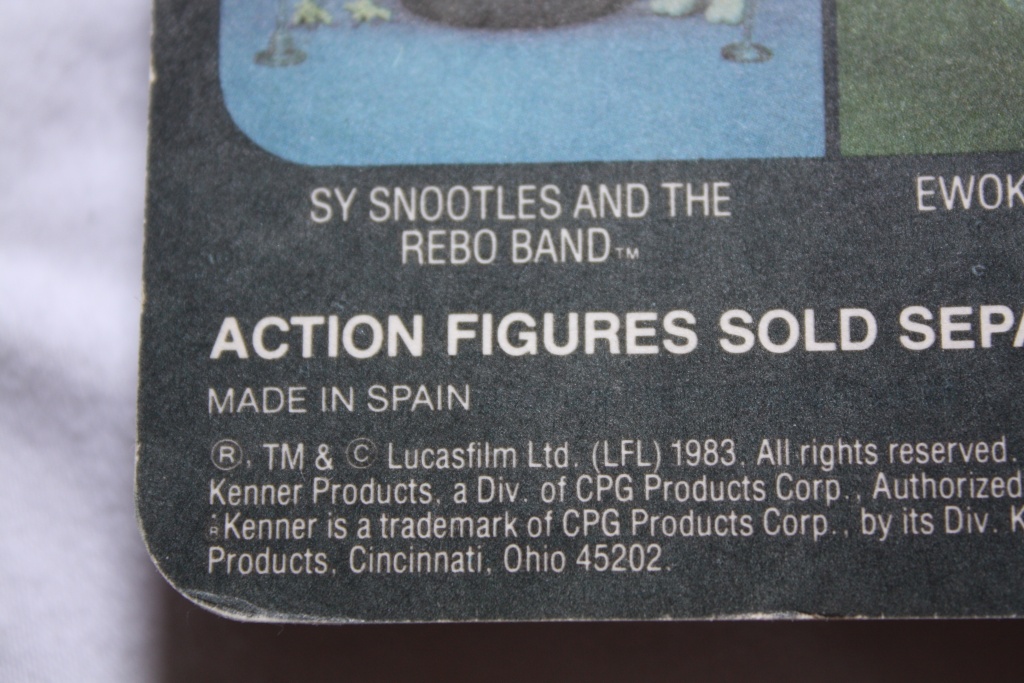 SY SNOOTLES AND THE
REBO BAND™
EWOK
ACTION FIGURES SOLD SEPA
MADE IN SPAIN
®, TM & © Lucasfilm Ltd. (LFL) 1983. All rights reserved.
Kenner Products, a Div. of CPG Products Corp., Authorized
*®Kenner is a trademark of CPG Products Corp., by its Div. K
Products, Cincinnati, Ohio 45202.